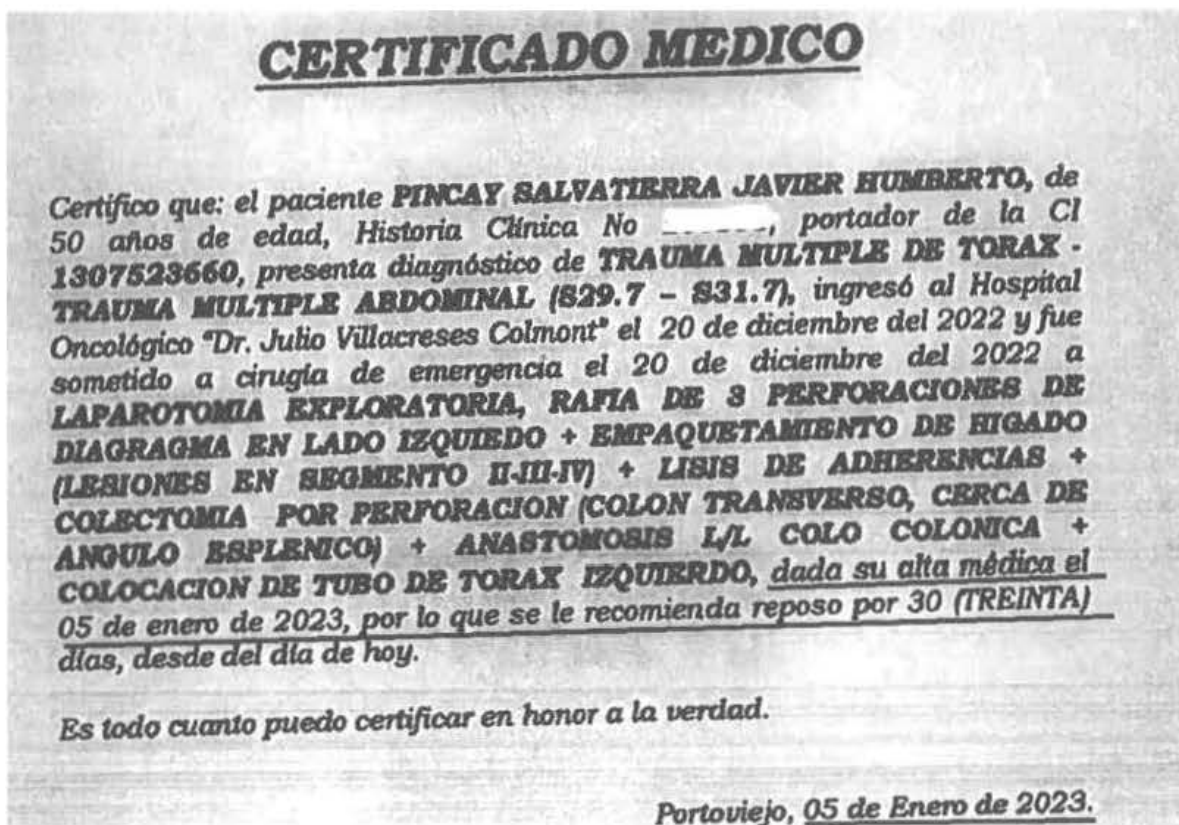 CERTIFICADO MEDICO
Certifico que: el paciente PINCAY SALVATIERRA JAVIER HUMBERTO, de
50 años de edad, Historia Clínica No , portador de la CI
1307523660, presenta diagnóstico de TRAUMA MULTIPLE DE TORAX -
TRAUMA MULTIPLE ABDOMINAL (S29.7 – S31.7), ingresó al Hospital
Oncológico "Dr. Julio Villacreses Colmont" el 20 de diciembre del 2022 y fue
sometido a cirugía de emergencia el 20 de diciembre del 2022 a
LAPAROTOMIA EXPLORATORIA, RAFIA DE 3 PERFORACIONES DE
DIAGRAGMA EN LADO IZQUIEDO + EMPAQUETAMIENTO DE HIGADO
(LESIONES EN SEGMENTO II-III-IV) + LISIS DE ADHERENCIAS +
COLECTOMIA POR PERFORACION (COLON TRANSVERSO, CERCA DE
ANGULO ESPLENICO) + ANASTOMOSIS L/L COLO COLONICA +
COLOCACION DE TUBO DE TORAX IZQUIERDO, dada su alta médica el
05 de enero de 2023, por lo que se le recomienda reposo por 30 (TREINTA)
días, desde del día de hoy.
Es todo cuanto puedo certificar en honor a la verdad.
Portoviejo, 05 de Enero de 2023.